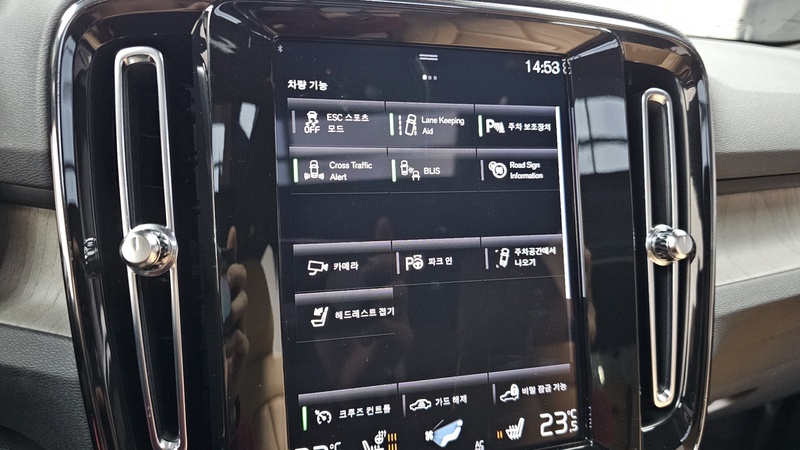 14:53
차량 기능
ESC 스포츠
모드
OFF
Lane Keeping
Aid
P
주차 보조장치
Cross Traffic
Alert
BLIS
Road Sign
Information
카메라
P
파크 인
주차공간에서
나오기
헤드레스트 접기
크루즈 컨트롤
가드 해제
비밀 잠금 기능
23.5